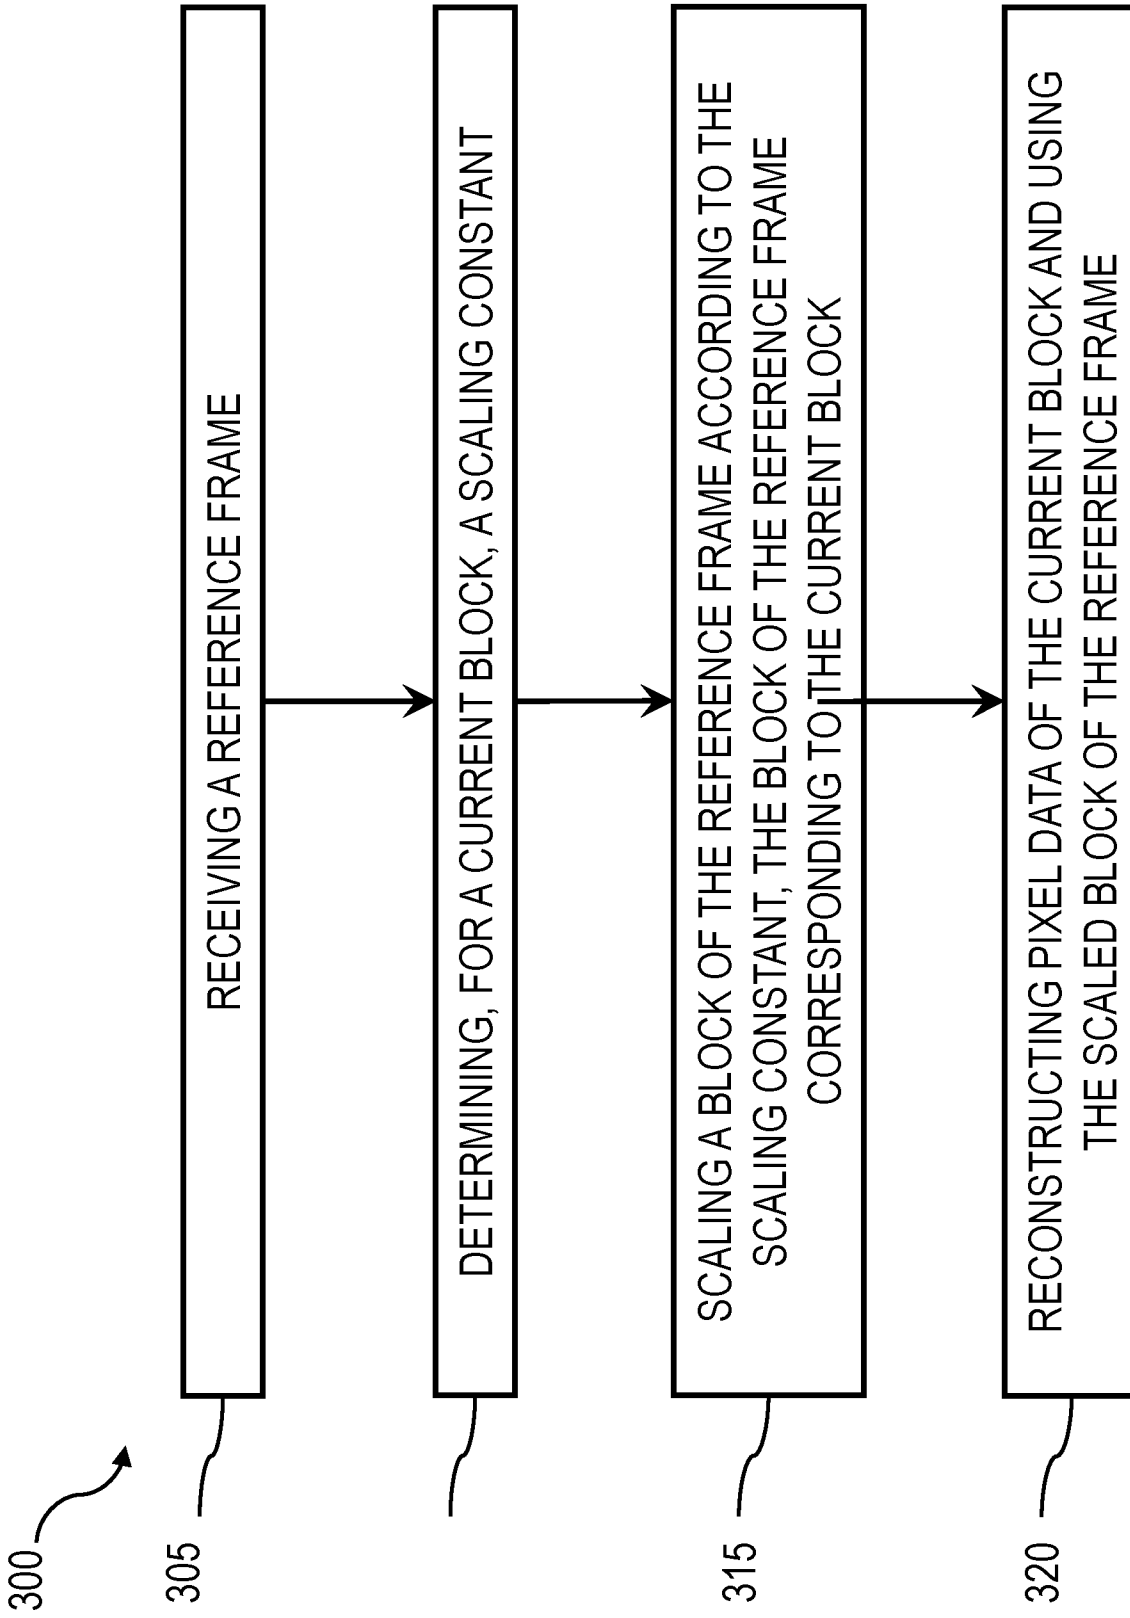 300
305
RECEIVING A REFERENCE FRAME
DETERMINING, FOR A CURRENT BLOCK, A SCALING CONSTANT
315
SCALING A BLOCK OF THE REFERENCE FRAME ACCORDING TO THE
SCALING CONSTANT, THE BLOCK OF THE REFERENCE FRAME
CORRESPONDING TO THE CURRENT BLOCK
320
RECONSTRUCTING PIXEL DATA OF THE CURRENT BLOCK AND USING
THE SCALED BLOCK OF THE REFERENCE FRAME